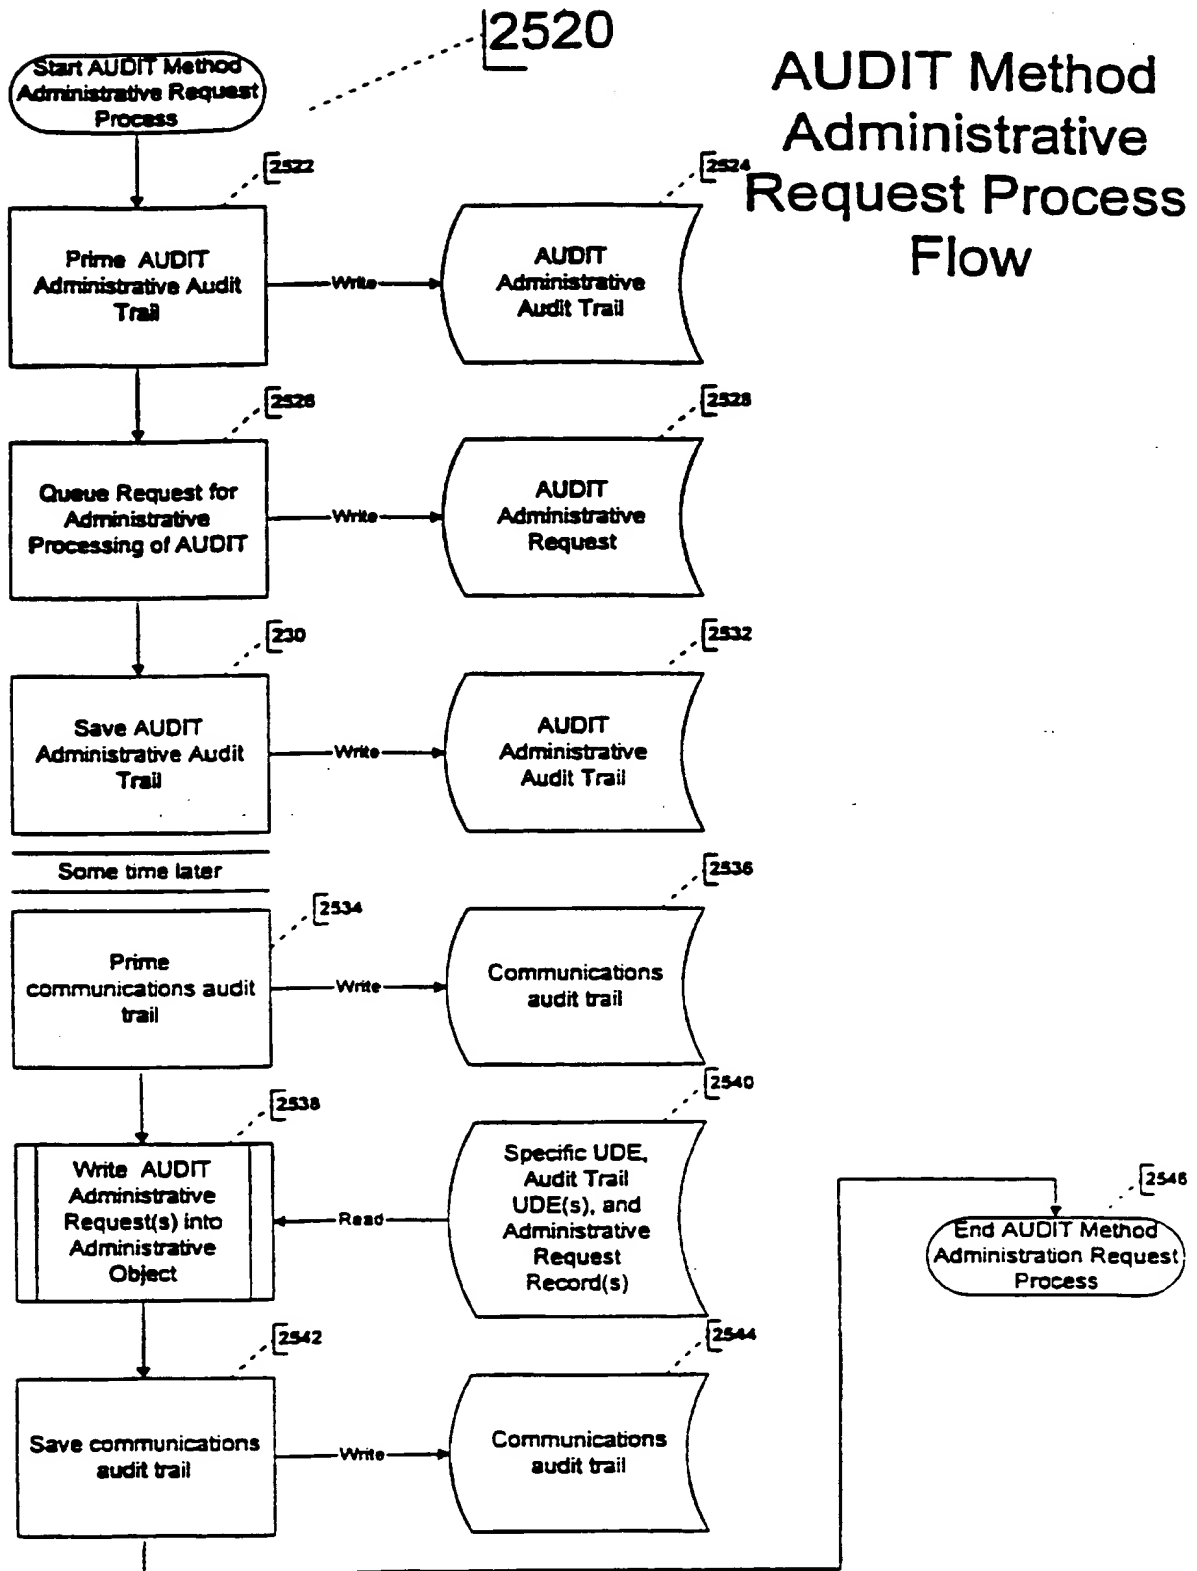 2520
AUDIT Method
Administrative
Request Process
Flow
Start AUDIT Method
Administrative Request
Process
2522
Prime AUDIT
Administrative Audit
Trail
Write
2524
AUDIT
Administrative
Audit Trail
2526
Queue Request for
Administrative
Processing of AUDIT
Write
2528
AUDIT
Administrative
Request
230
Save AUDIT
Administrative Audit
Trail
Write
2532
AUDIT
Administrative
Audit Trail
Some time later
2534
Prime
communications audit
trail
Write
2536
Communications
audit trail
2538
Write AUDIT
Administrative
Request(s) into
Administrative
Object
Read
2540
Specific UDE,
Audit Trail
UDE(s), and
Administrative
Request
Record(s)
2542
Save communications
audit trail
Write
2544
Communications
audit trail
2546
End AUDIT Method
Administration Request
Process